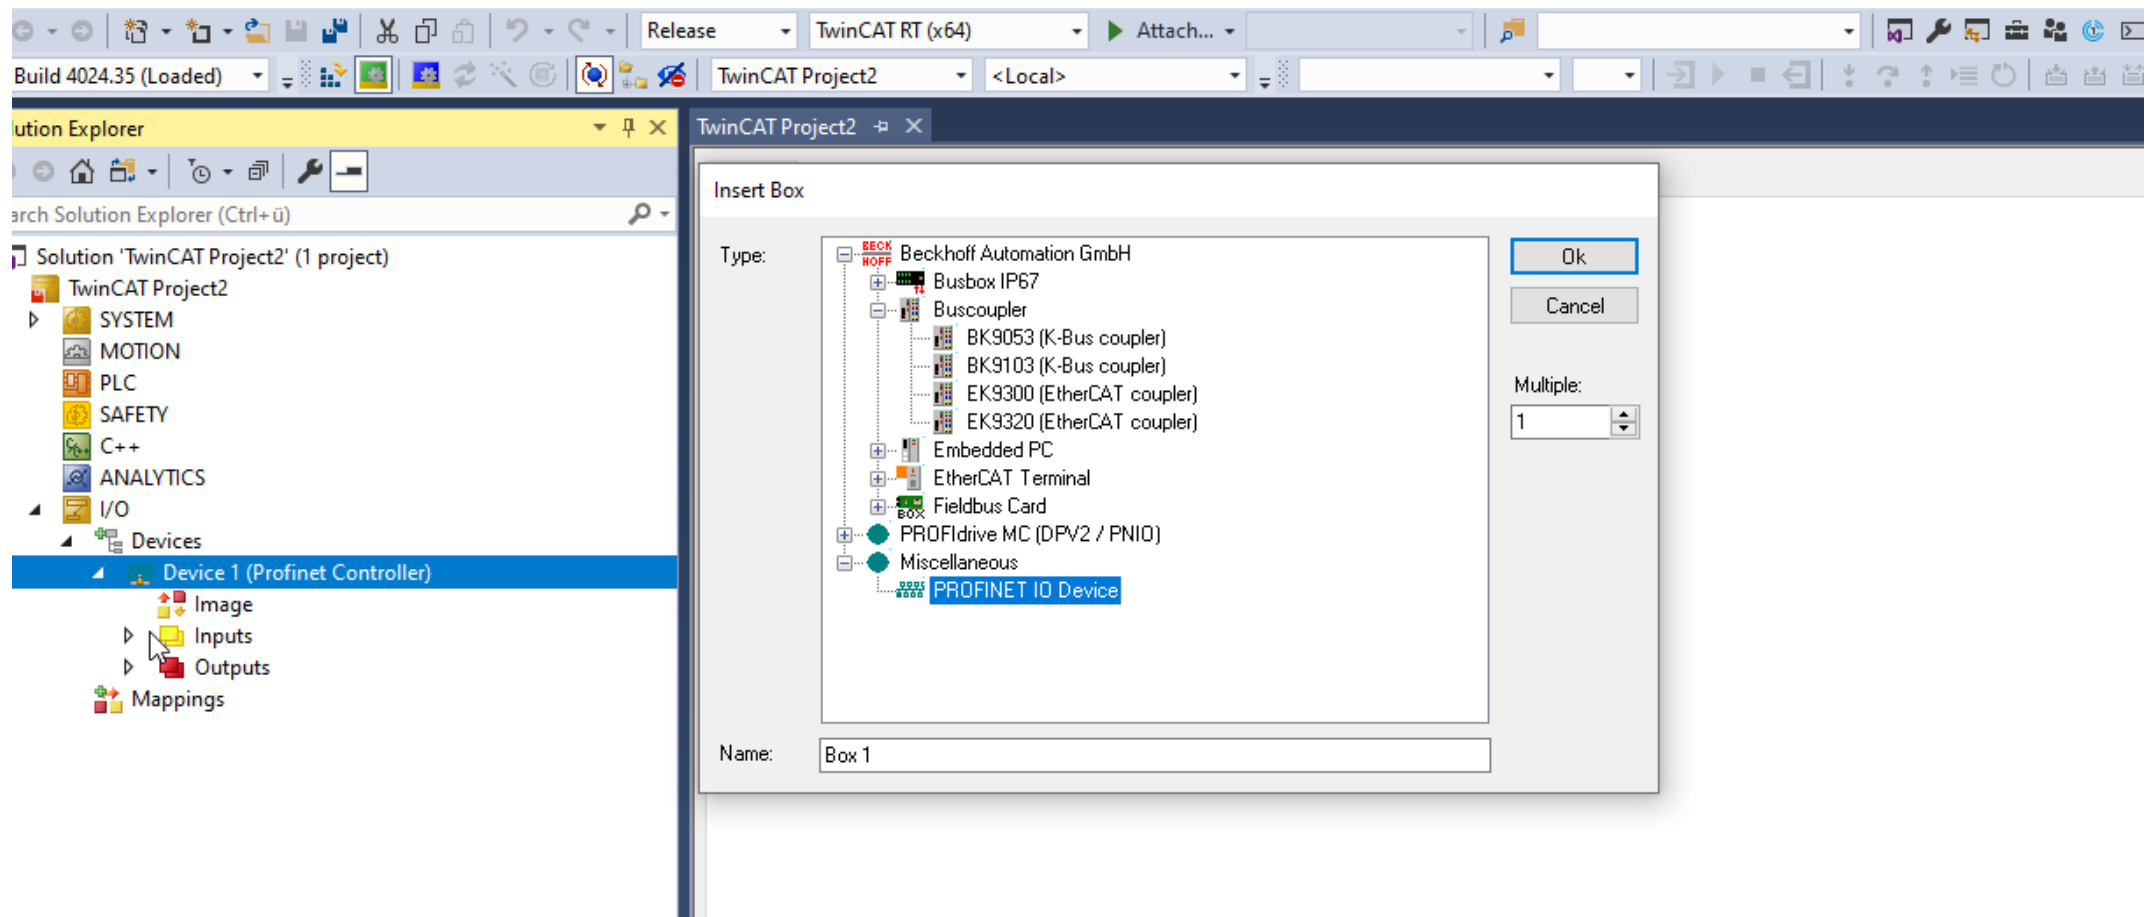 Release
TwinCAT RT (x64)
Attach...
Build 4024.35 (Loaded)
TwinCAT Project2
<Local>
lution Explorer
TwinCAT Project2
arch Solution Explorer (Ctrl+ü)
Solution 'TwinCAT Project2' (1 project)
TwinCAT Project2
SYSTEM
MOTION
PLC
SAFETY
C++
ANALYTICS
I/O
Devices
Device 1 (Profinet Controller)
Image
Inputs
Outputs
Mappings
Insert Box
Type:
BECK
HOFF
Beckhoff Automation GmbH
Busbox IP67
Buscoupler
BK9053 (K-Bus coupler)
BK9103 (K-Bus coupler)
EK9300 (EtherCAT coupler)
EK9320 (EtherCAT coupler)
Embedded PC
EtherCAT Terminal
BOX
Fieldbus Card
PROFIdrive MC (DPV2 / PNIO)
Miscellaneous
PROFINET IO Device
Ok
Cancel
Multiple:
1
Name:
Box 1